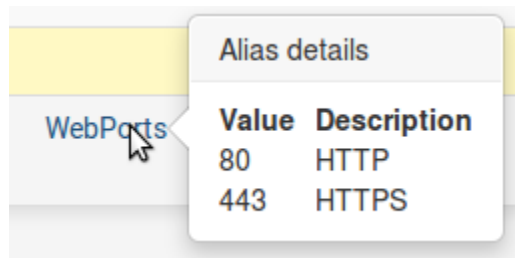 Alias details
WebPorts
Value Description
80 HTTP
443 HTTPS